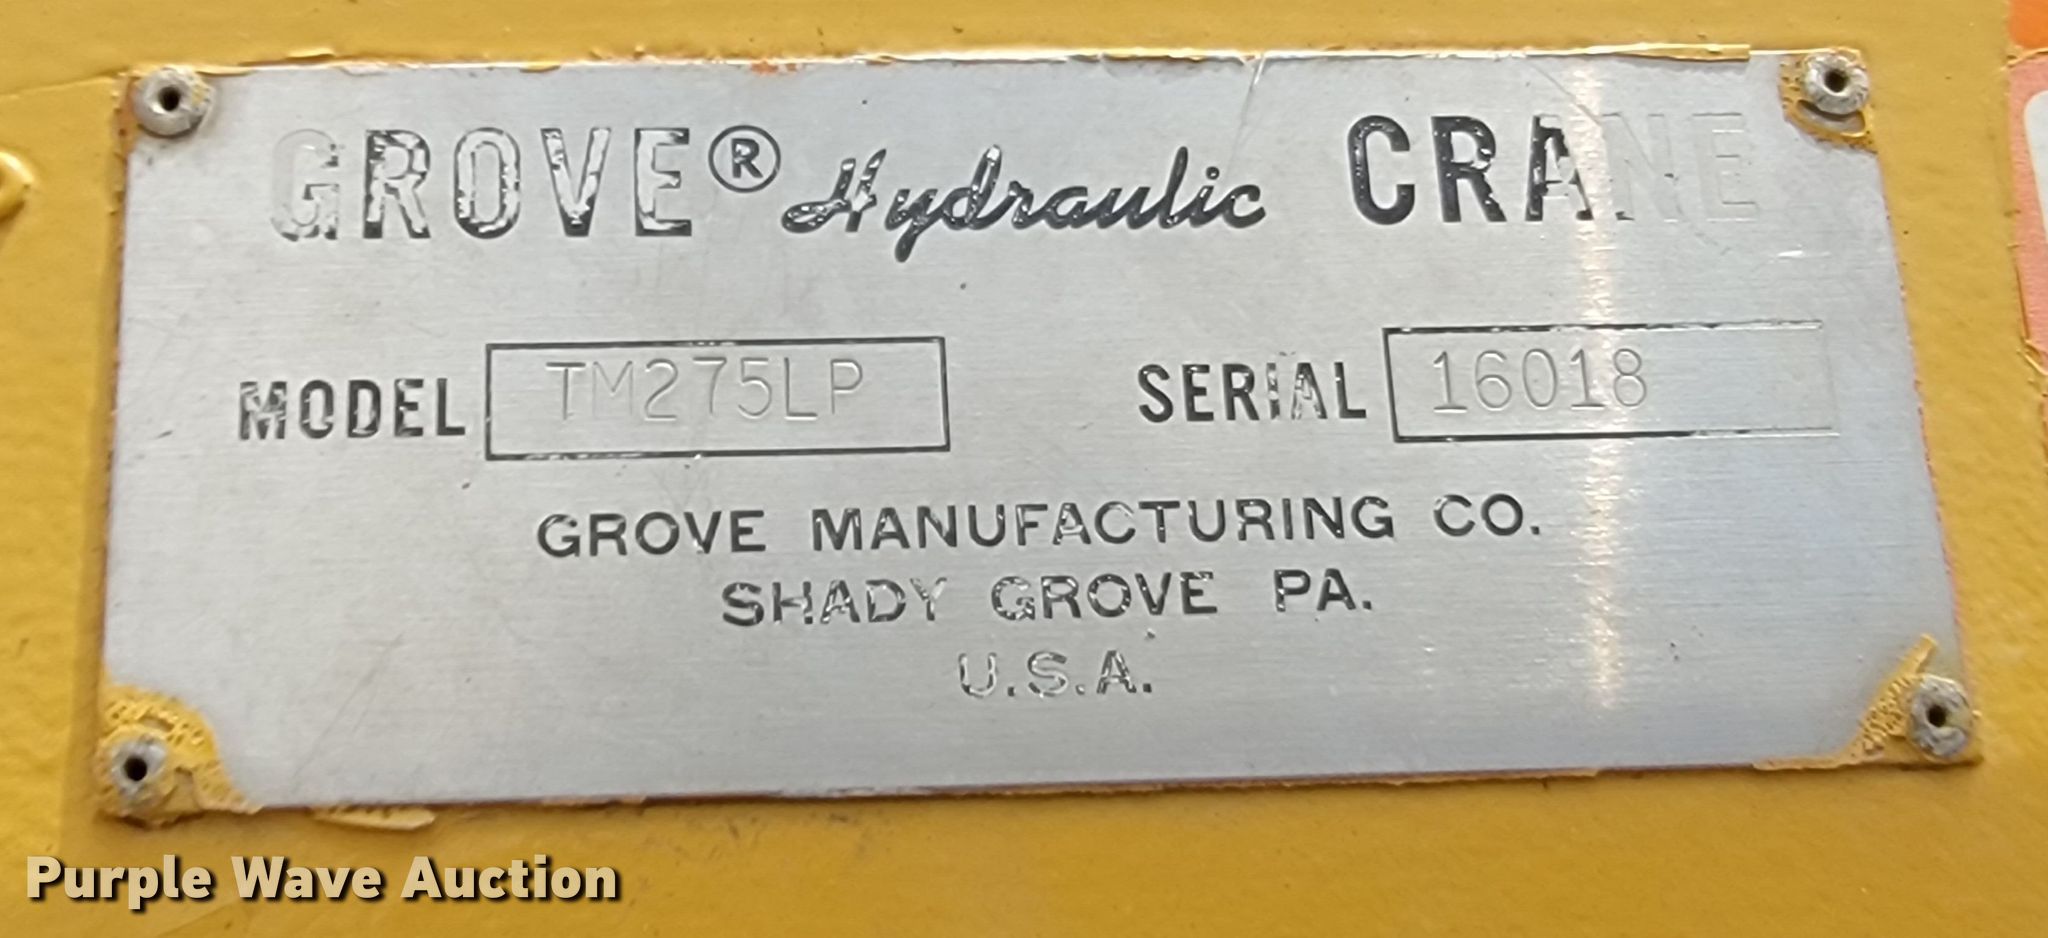 GROVE® Hydraulic CRANE
MODEL TM275LP SERIAL 16018
GROVE MANUFACTURING CO.
SHADY GROVE PA.
U.S.A.
Purple Wave Auction